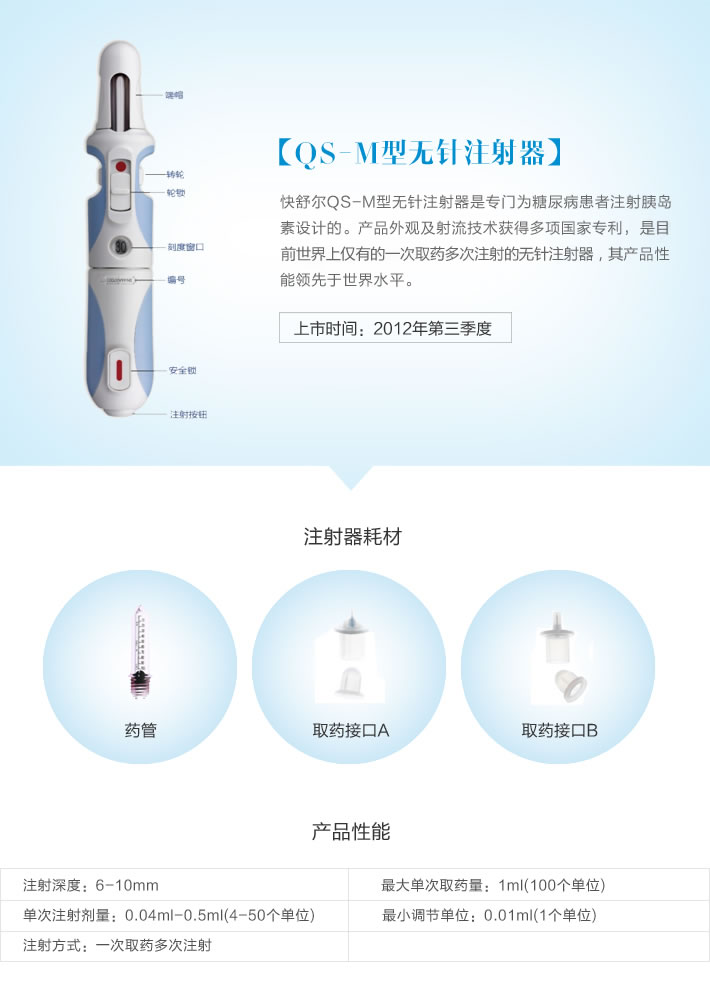 端帽
转轮
轮锁
刻度窗口
编号
安全锁
注射按钮
【QS-M型无针注射器】
快舒尔QS-M型无针注射器是专门为糖尿病患者注射胰岛
素设计的。产品外观及射流技术获得多项国家专利，是目
前世界上仅有的一次取药多次注射的无针注射器，其产品性
能领先于世界水平。
上市时间：2012年第三季度
注射器耗材
药管
取药接口A
取药接口B
产品性能
注射深度：6-10mm
最大单次取药量：1ml(100个单位)
单次注射剂量：0.04ml-0.5ml(4-50个单位)
最小调节单位：0.01ml(1个单位)
注射方式：一次取药多次注射